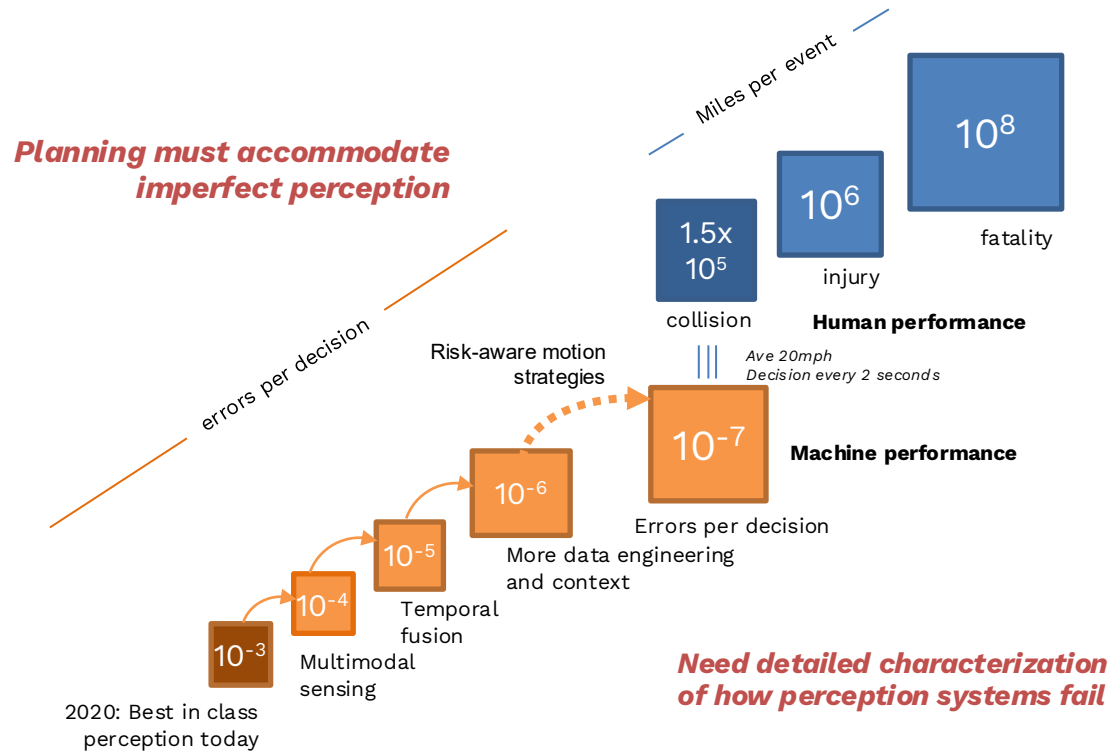 Miles per event
10⁸
fatality
Planning must accommodate
imperfect perception
10⁶
injury
1.5x
10⁵
collision
Human performance
Ave 20mph
Decision every 2 seconds
errors per decision
Risk-aware motion
strategies
10⁻⁷
Machine performance
Errors per decision
10⁻⁶
More data engineering
and context
10⁻⁵
Temporal
fusion
10⁻⁴
Multimodal
sensing
10⁻³
2020: Best in class
perception today
Need detailed characterization
of how perception systems fail